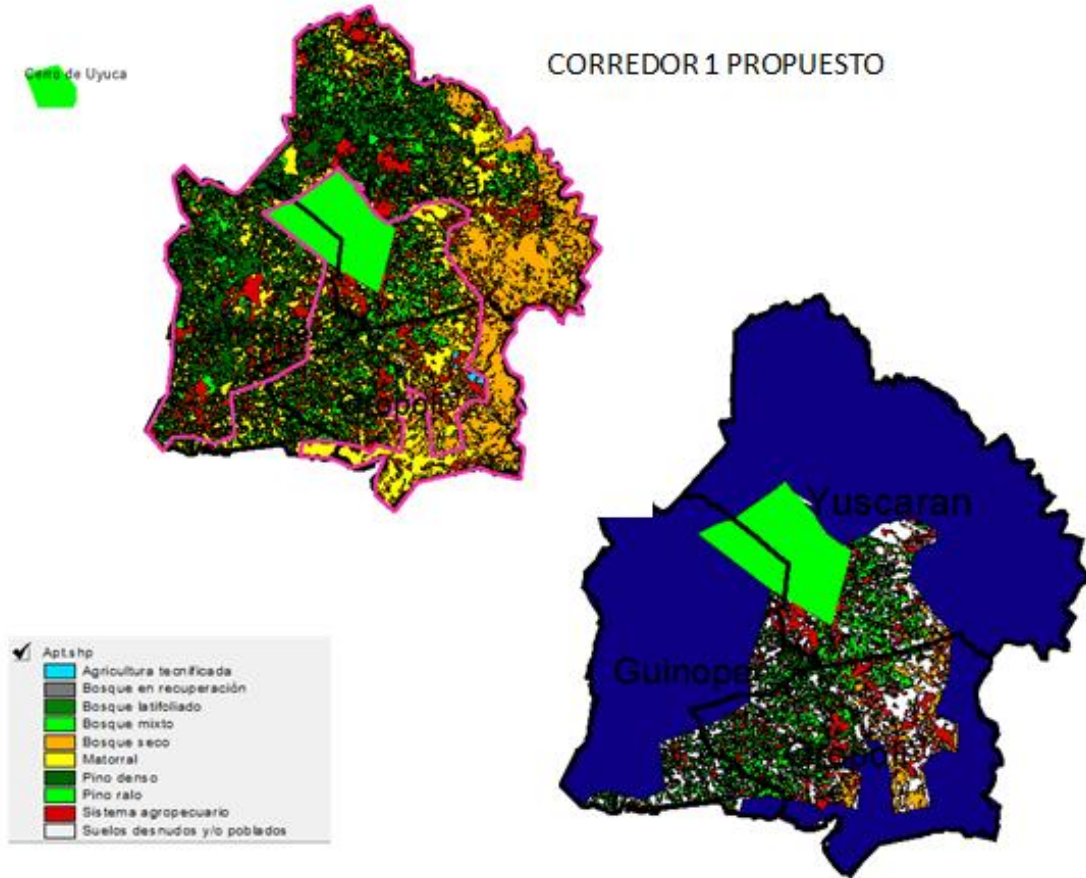 Cerro de Uyuca
CORREDOR 1 PROPUESTO
Yuscaran
Guinope
Apt.shp
Agricultura tecnificada
Bosque en recuperación
Bosque latifoliado
Bosque mixto
Bosque seco
Matorral
Pino denso
Pino ralo
Sistema agropecuario
Suelos desnudos y/o poblados